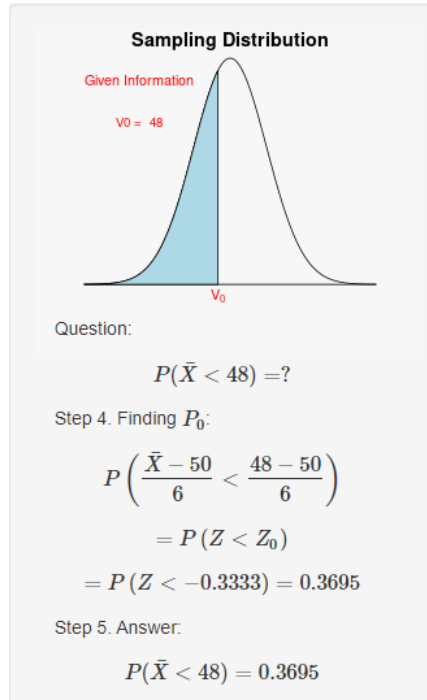 Sampling Distribution
Given Information
V0 = 48
V₀
Question:
P(X̄ < 48) =?
Step 4. Finding P₀:
P((X̄ − 50)/6 < (48 − 50)/6)
= P (Z < Z₀)
= P (Z < −0.3333) = 0.3695
Step 5. Answer:
P(X̄ < 48) = 0.3695